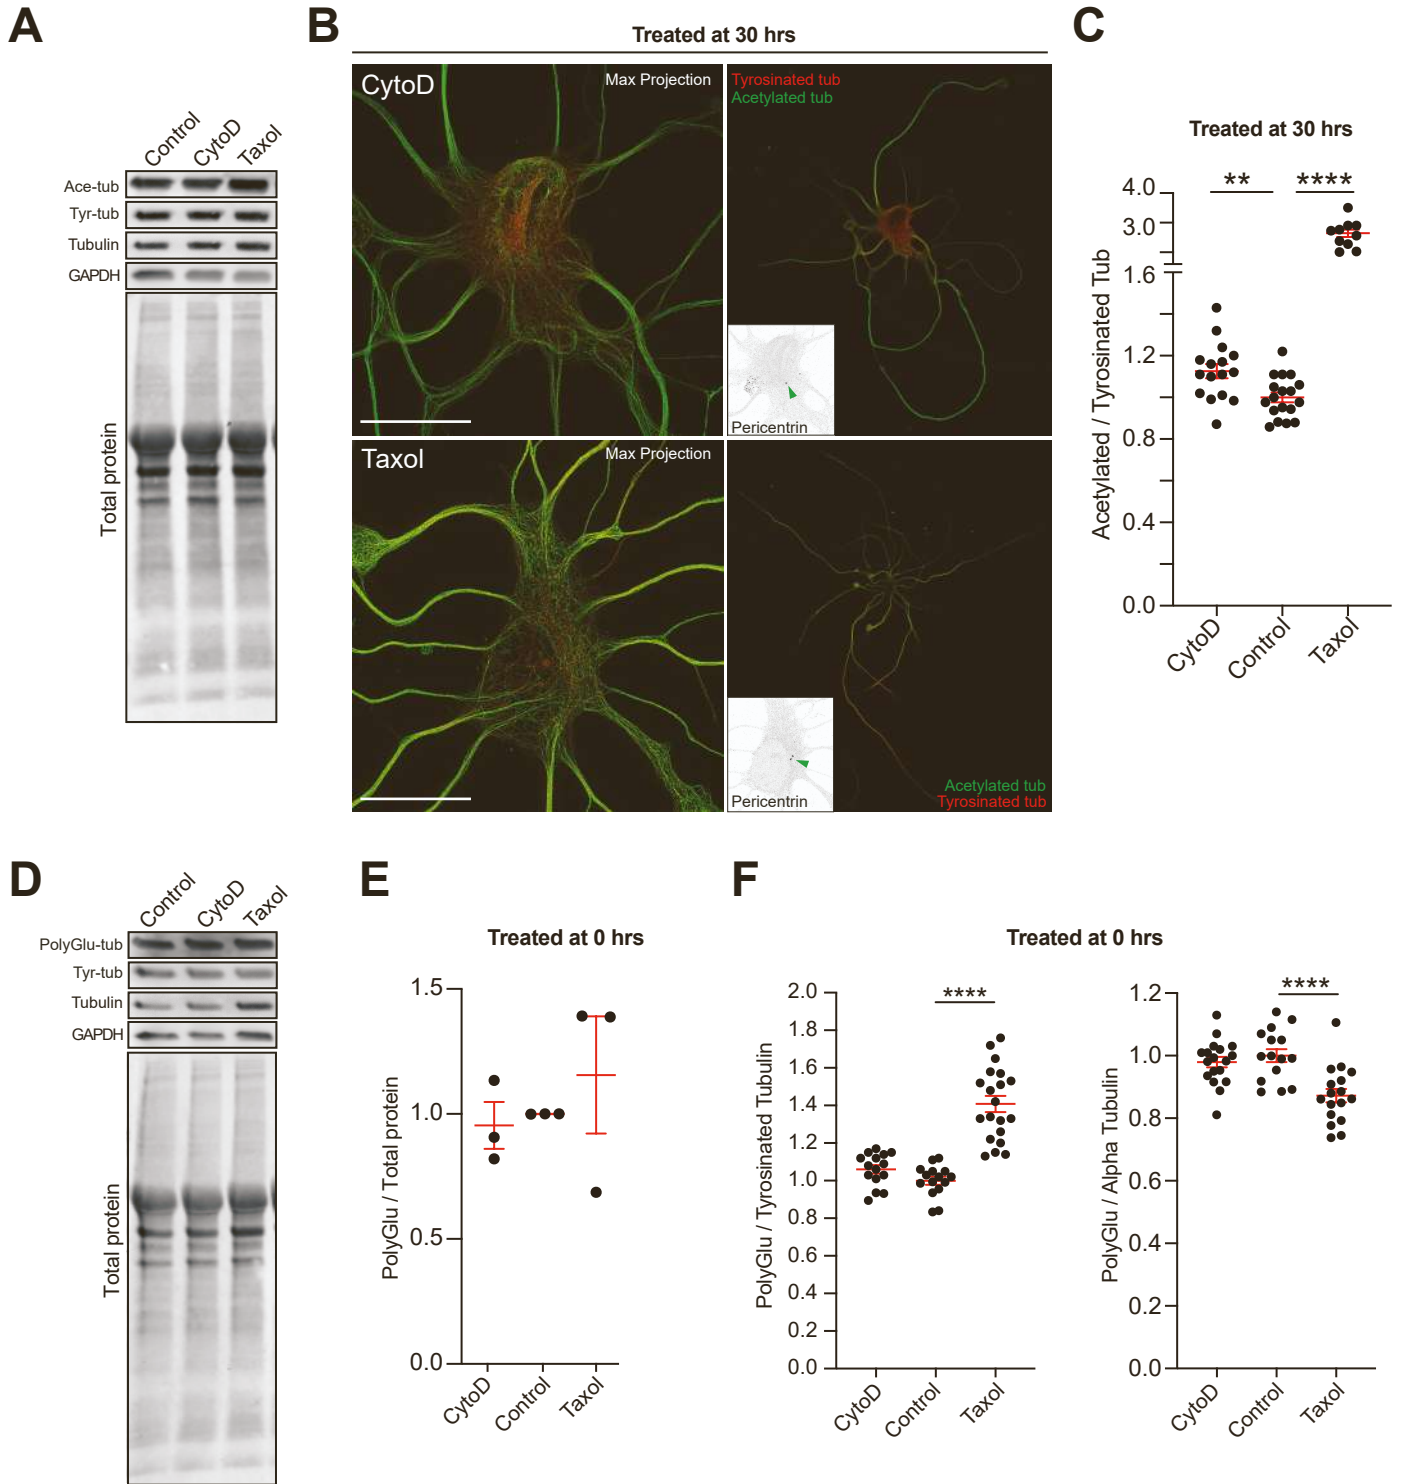 A
Control
CytoD
Taxol
Ace-tub
Tyr-tub
Tubulin
GAPDH
Total protein
B
Treated at 30 hrs
CytoD
Max Projection
Tyrosinated tub
Acetylated tub
Pericentrin
Taxol
Max Projection
Pericentrin
Acetylated tub
Tyrosinated tub
C
Treated at 30 hrs
** ****
4.0
3.0
1.6
1.2
0.8
0.4
0.0
Acetylated / Tyrosinated Tub
CytoD
Control
Taxol
D
Control
CytoD
Taxol
PolyGlu-tub
Tyr-tub
Tubulin
GAPDH
Total protein
E
Treated at 0 hrs
1.5
1.0
0.5
0.0
PolyGlu / Total protein
CytoD
Control
Taxol
F
Treated at 0 hrs
****
2.0
1.8
1.6
1.4
1.2
1.0
0.8
0.6
0.4
0.2
0.0
PolyGlu / Tyrosinated Tubulin
CytoD
Control
Taxol
****
1.2
1.0
0.8
0.6
0.4
0.2
0.0
PolyGlu / Alpha Tubulin
CytoD
Control
Taxol